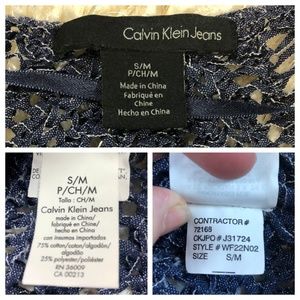 Calvin Klein Jeans
S/M
P/CH/M
Made in China
Fabriqué en
Chine
Hecho en China
S/M
P/CH/M
Talla : CH/M
Calvin Klein Jeans
made in China/
fabriqué en Chine/
hecho en China
con insumos importados
75% cotton/coton/algodón/
algodão
25% polyester/poliéster
RN 36009
CA 00213
CONTRACTOR #
72168
CKJPO # J31724
STYLE # WF22N02
SIZE S/M